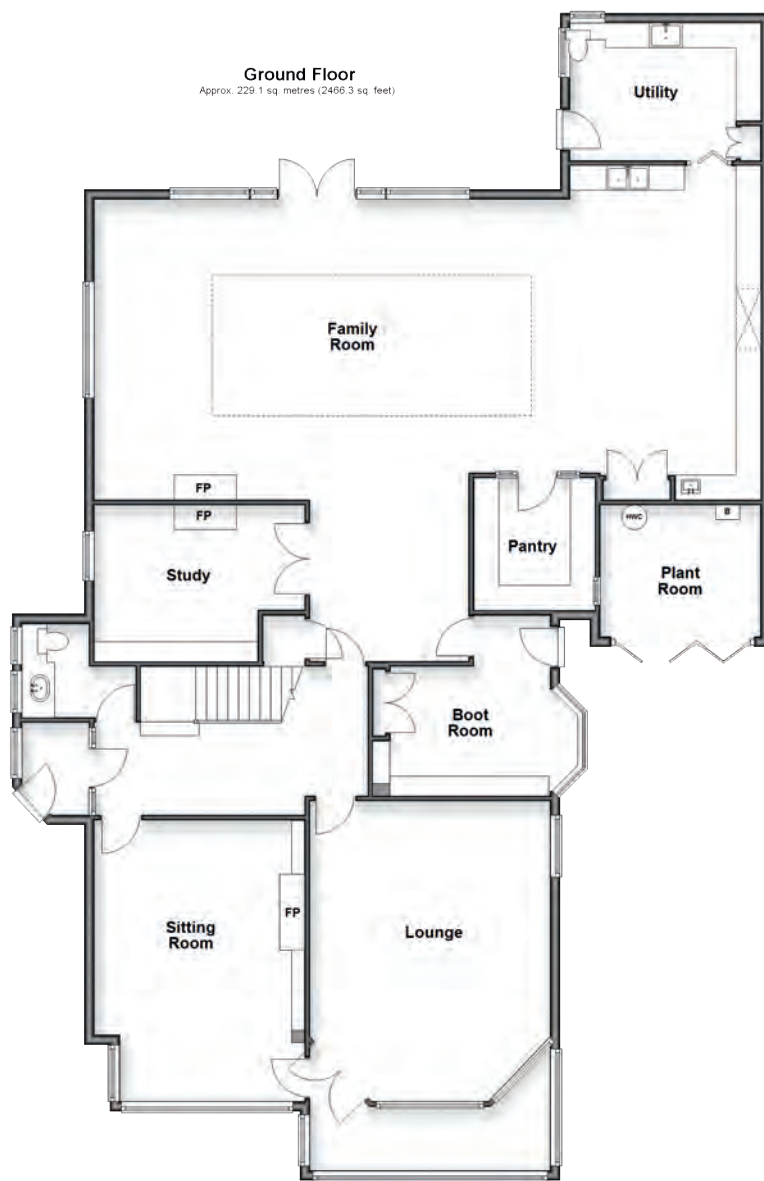 Ground Floor
Approx. 229.1 sq. metres (2466.3 sq. feet)
Utility
Family
Room
FP
FP
Study
Pantry
HWC
B
Plant
Room
Boot
Room
Sitting
Room
FP
Lounge